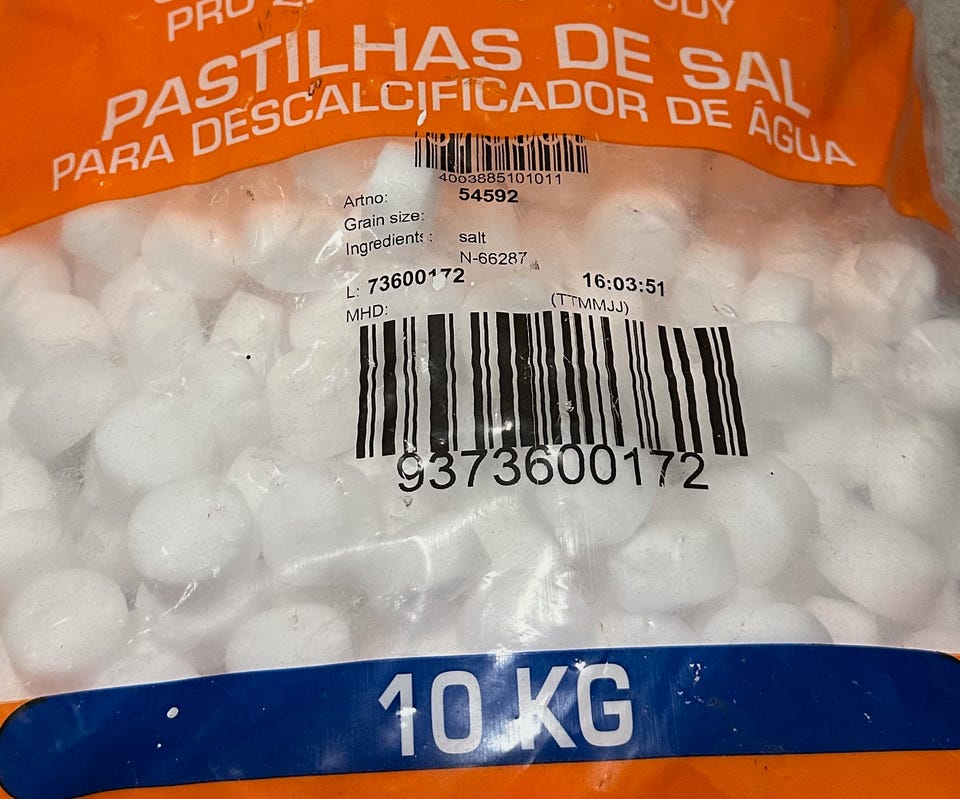 PRO
PASTILHAS DE SAL
PARA DESCALCIFICADOR DE ÁGUA
4003885101011
Artno: 54592
Grain size:
Ingredients: salt
N-66287
L: 73600172 16:03:51
MHD: (TTMMJJ)
9373600172
10 KG